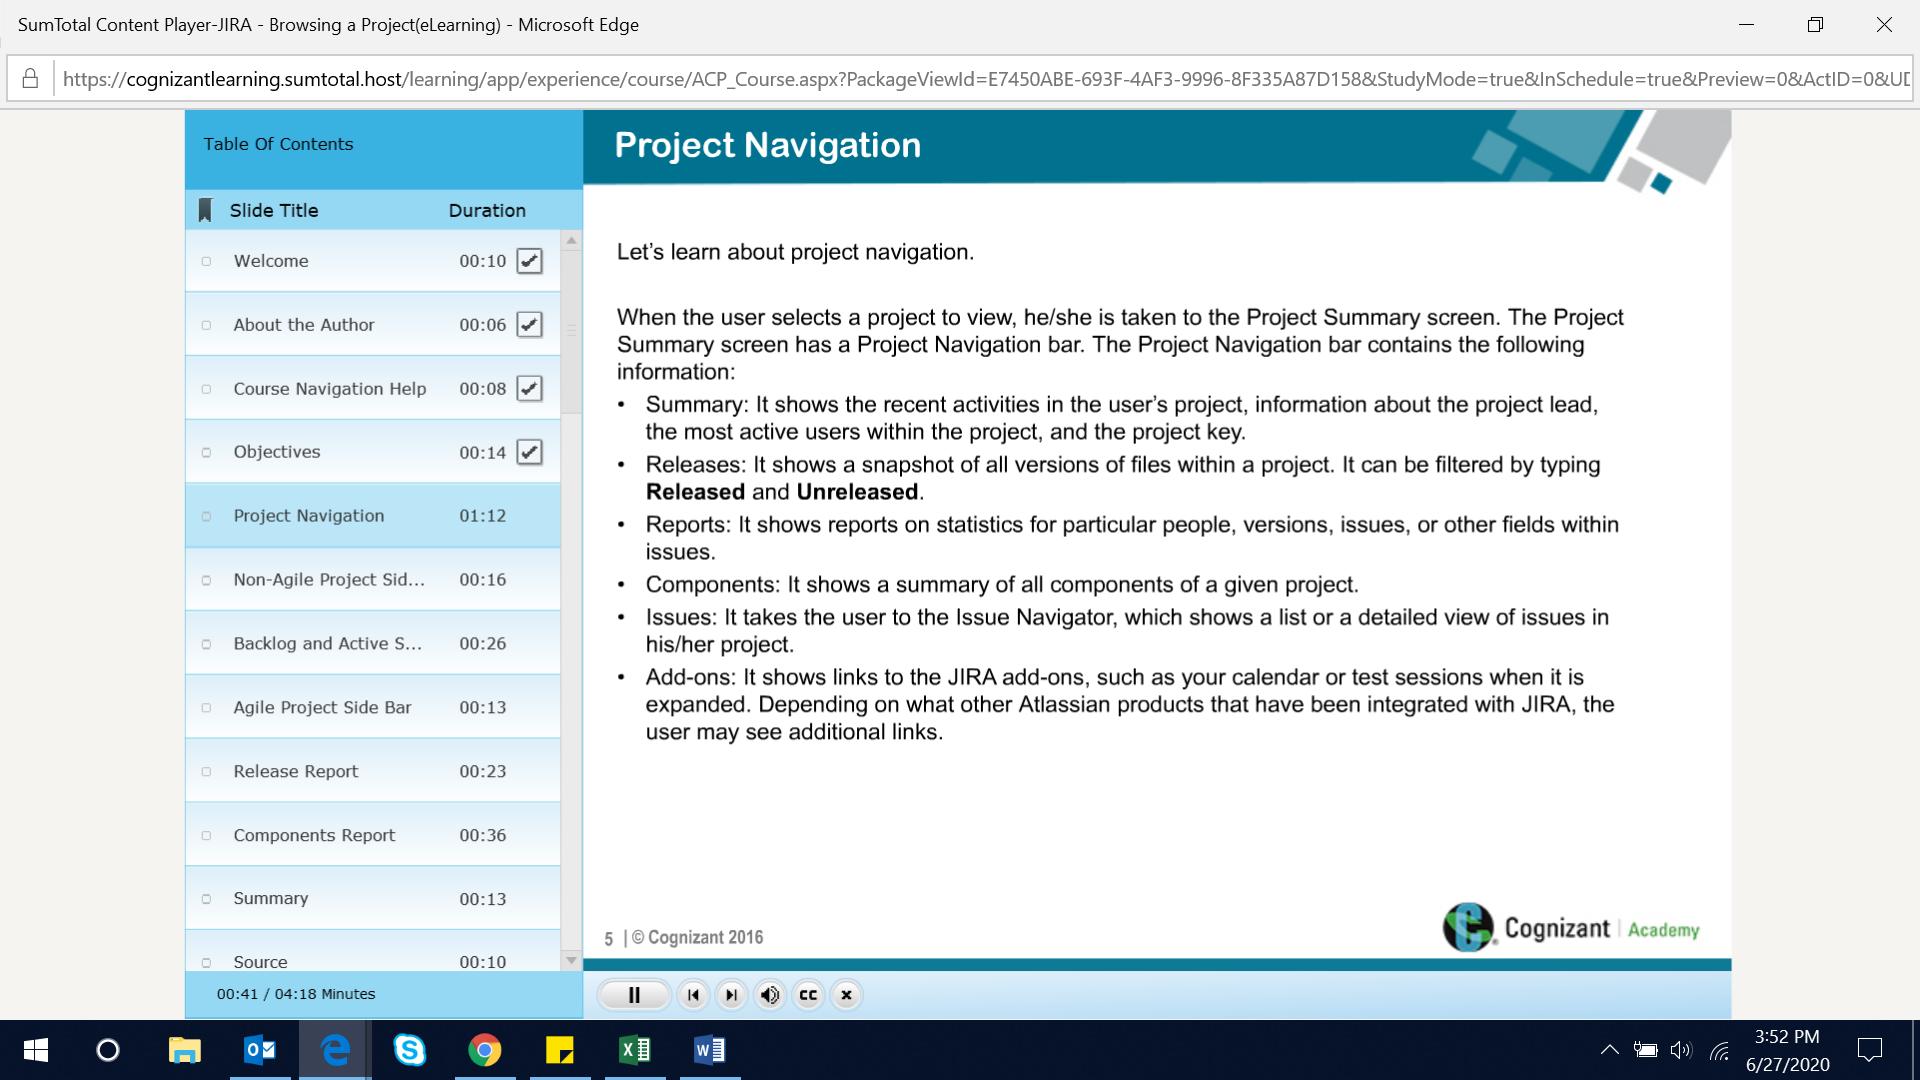 SumTotal Content Player-JIRA - Browsing a Project(eLearning) - Microsoft Edge
https://cognizantlearning.sumtotal.host/learning/app/experience/course/ACP_Course.aspx?PackageViewId=E7450ABE-693F-4AF3-9996-8F335A87D158&StudyMode=true&InSchedule=true&Preview=0&ActID=0&UD
Table Of Contents
Slide Title Duration
Welcome 00:10
About the Author 00:06
Course Navigation Help 00:08
Objectives 00:14
Project Navigation 01:12
Non-Agile Project Sid... 00:16
Backlog and Active S... 00:26
Agile Project Side Bar 00:13
Release Report 00:23
Components Report 00:36
Summary 00:13
Source 00:10
00:41 / 04:18 Minutes
Project Navigation
Let's learn about project navigation.
When the user selects a project to view, he/she is taken to the Project Summary screen. The Project
Summary screen has a Project Navigation bar. The Project Navigation bar contains the following
information:
• Summary: It shows the recent activities in the user's project, information about the project lead,
the most active users within the project, and the project key.
• Releases: It shows a snapshot of all versions of files within a project. It can be filtered by typing
Released and Unreleased.
• Reports: It shows reports on statistics for particular people, versions, issues, or other fields within
issues.
• Components: It shows a summary of all components of a given project.
• Issues: It takes the user to the Issue Navigator, which shows a list or a detailed view of issues in
his/her project.
• Add-ons: It shows links to the JIRA add-ons, such as your calendar or test sessions when it is
expanded. Depending on what other Atlassian products that have been integrated with JIRA, the
user may see additional links.
5 | © Cognizant 2016
Cognizant | Academy
CC
3:52 PM
6/27/2020